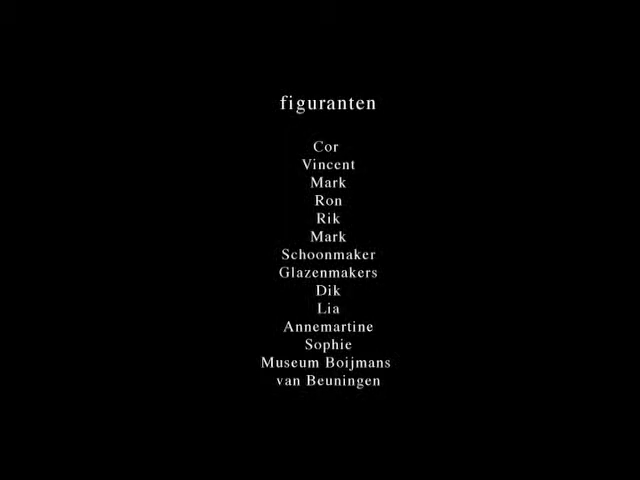 figuranten
Cor
Vincent
Mark
Ron
Rik
Mark
Schoonmaker
Glazenmakers
Dik
Lia
Annemartine
Sophie
Museum Boijmans
van Beuningen